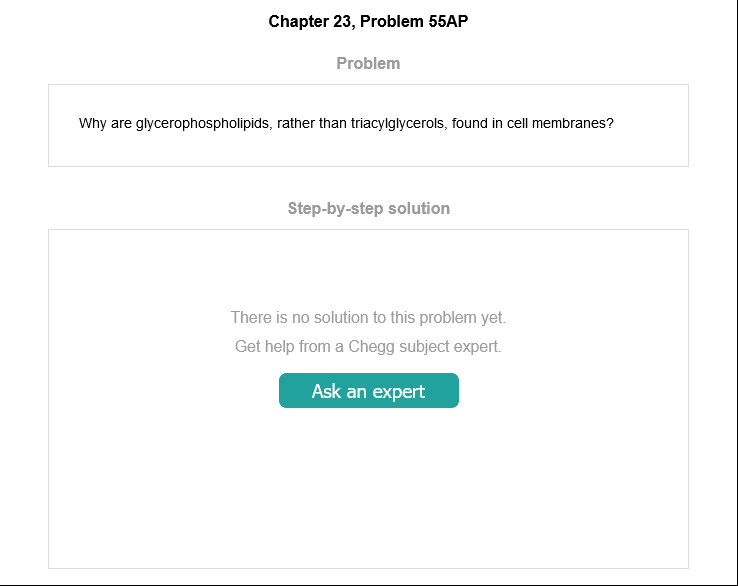 Chapter 23, Problem 55AP
Problem
Why are glycerophospholipids, rather than triacylglycerols, found in cell membranes?
Step-by-step solution
There is no solution to this problem yet.
Get help from a Chegg subject expert.
Ask an expert